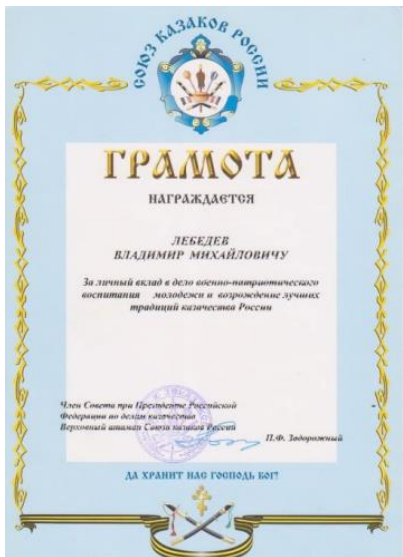 СОЮЗ КАЗАКОВ РОССИИ
ГРАМОТА
НАГРАЖДАЕТСЯ
ЛЕБЕДЕВ
ВЛАДИМИР МИХАЙЛОВИЧУ
За личный вклад в дело военно-патриотического
воспитания молодежи и возрождение лучших
традиций казачества России
Член Совета при Президенте Российской
Федерации по делам казачества
Верховный атаман Союза казаков России
П.Ф. Задорожный
ДА ХРАНИТ НАС ГОСПОДЬ БОГ!